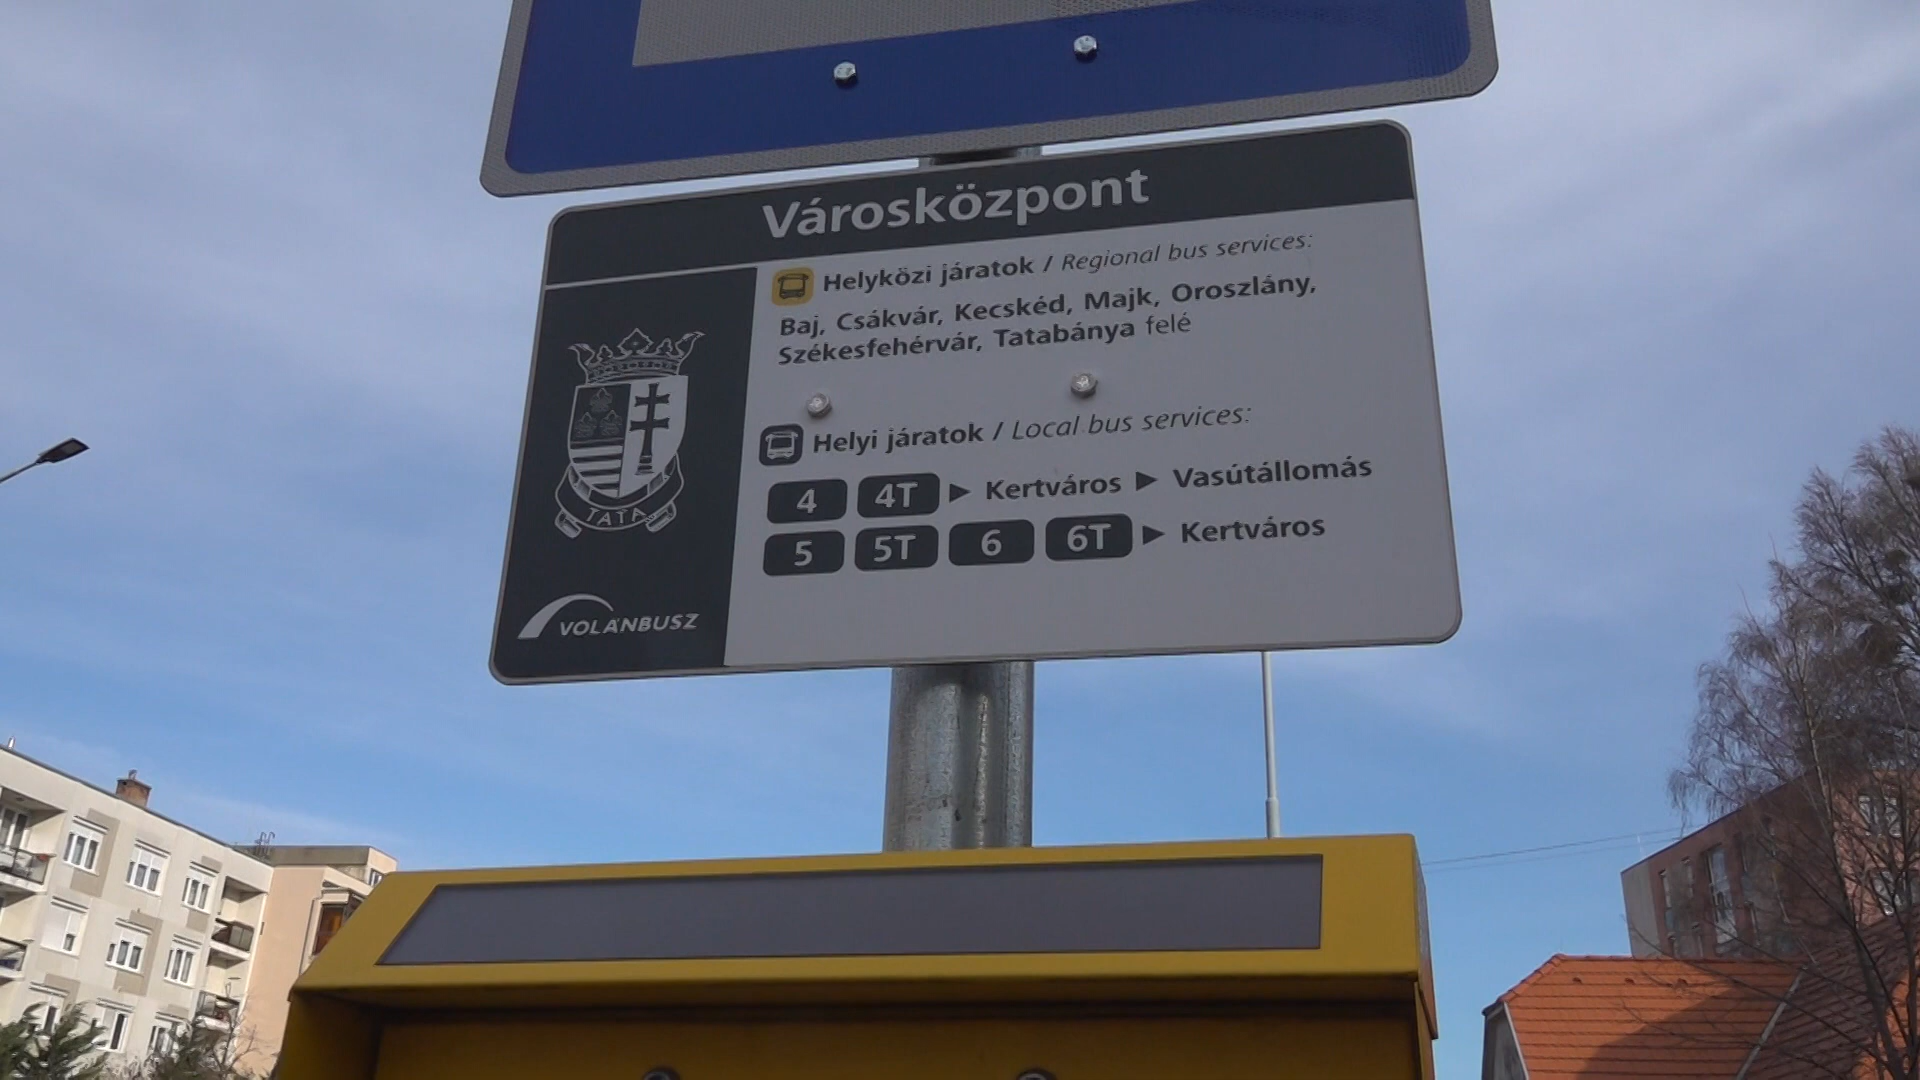 Városközpont
Helyközi járatok / Regional bus services:
Baj, Csákvár, Kecskéd, Majk, Oroszlány,
Székesfehérvár, Tatabánya felé
Helyi járatok / Local bus services:
4 4T ► Kertváros ► Vasútállomás
5 5T 6 6T ► Kertváros
TATA
VOLÁNBUSZ